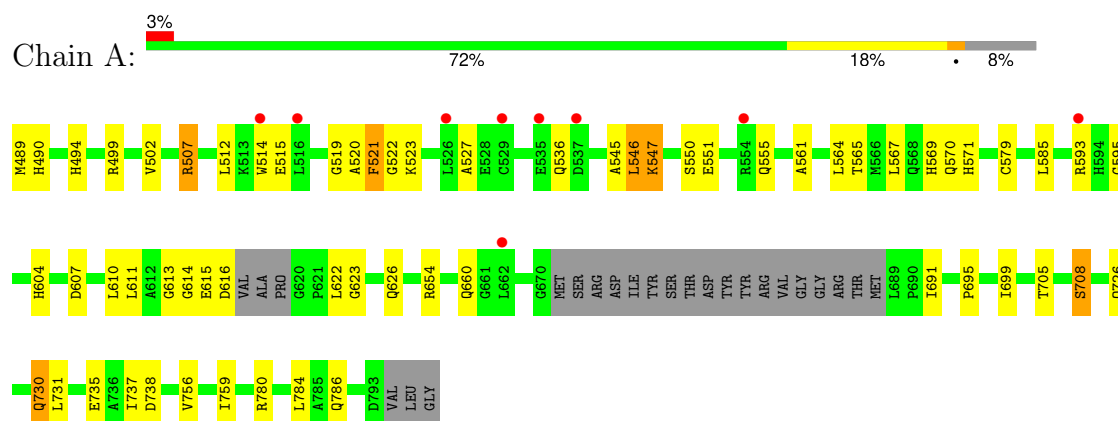 3%
Chain A:
72% 18% • 8%
M489 H490 H494 R499 V502 R507 L512 K513 W514 E515 L516 G519 A520 F521 G522 K523 L526 A527 E528 C529 E535 Q536 D537 A545 L546 K547 S550 E551 R554 Q555 A561 L564 T565 M566 L567 Q568 H569 Q570 H571 C579 L585 R593 H594
H604 D607 L610 L611 A612 G613 G614 E615 D616 VAL ALA PRO G620 P621 L622 G623 Q626 R654 Q660 G661 L662 G670 MET SER ARG ASP ILE TYR SER THR ASP TYR TYR ARG VAL GLY GLY ARG THR MET L689 P690 I691 P695 I699 T705 S708
Q730 L731 E735 A736 I737 D738 V756 I759 R780 L784 A785 Q786 D793 VAL LEU GLY